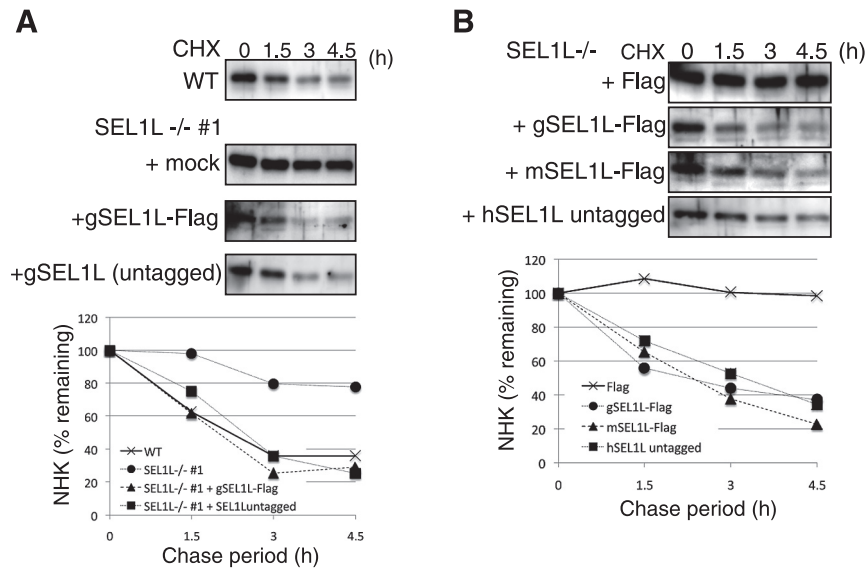 A
CHX 0 1.5 3 4.5 (h)
WT
SEL1L -/- #1
+ mock
+gSEL1L-Flag
+gSEL1L (untagged)
NHK (% remaining)
120
100
80
60
40
20
0
WT
SEL1L-/- #1
SEL1L-/- #1 + gSEL1L-Flag
SEL1L-/- #1 + SEL1Luntagged
0 1.5 3 4.5
Chase period (h)
B
SEL1L-/- CHX 0 1.5 3 4.5
+ Flag
+ gSEL1L-Flag
+ mSEL1L-Flag
+ hSEL1L untagged
NHK (% remaining)
120
100
80
60
40
20
0
Flag
gSEL1L-Flag
mSEL1L-Flag
hSEL1L untagged
0 1.5 3 4.5
Chase period (h)